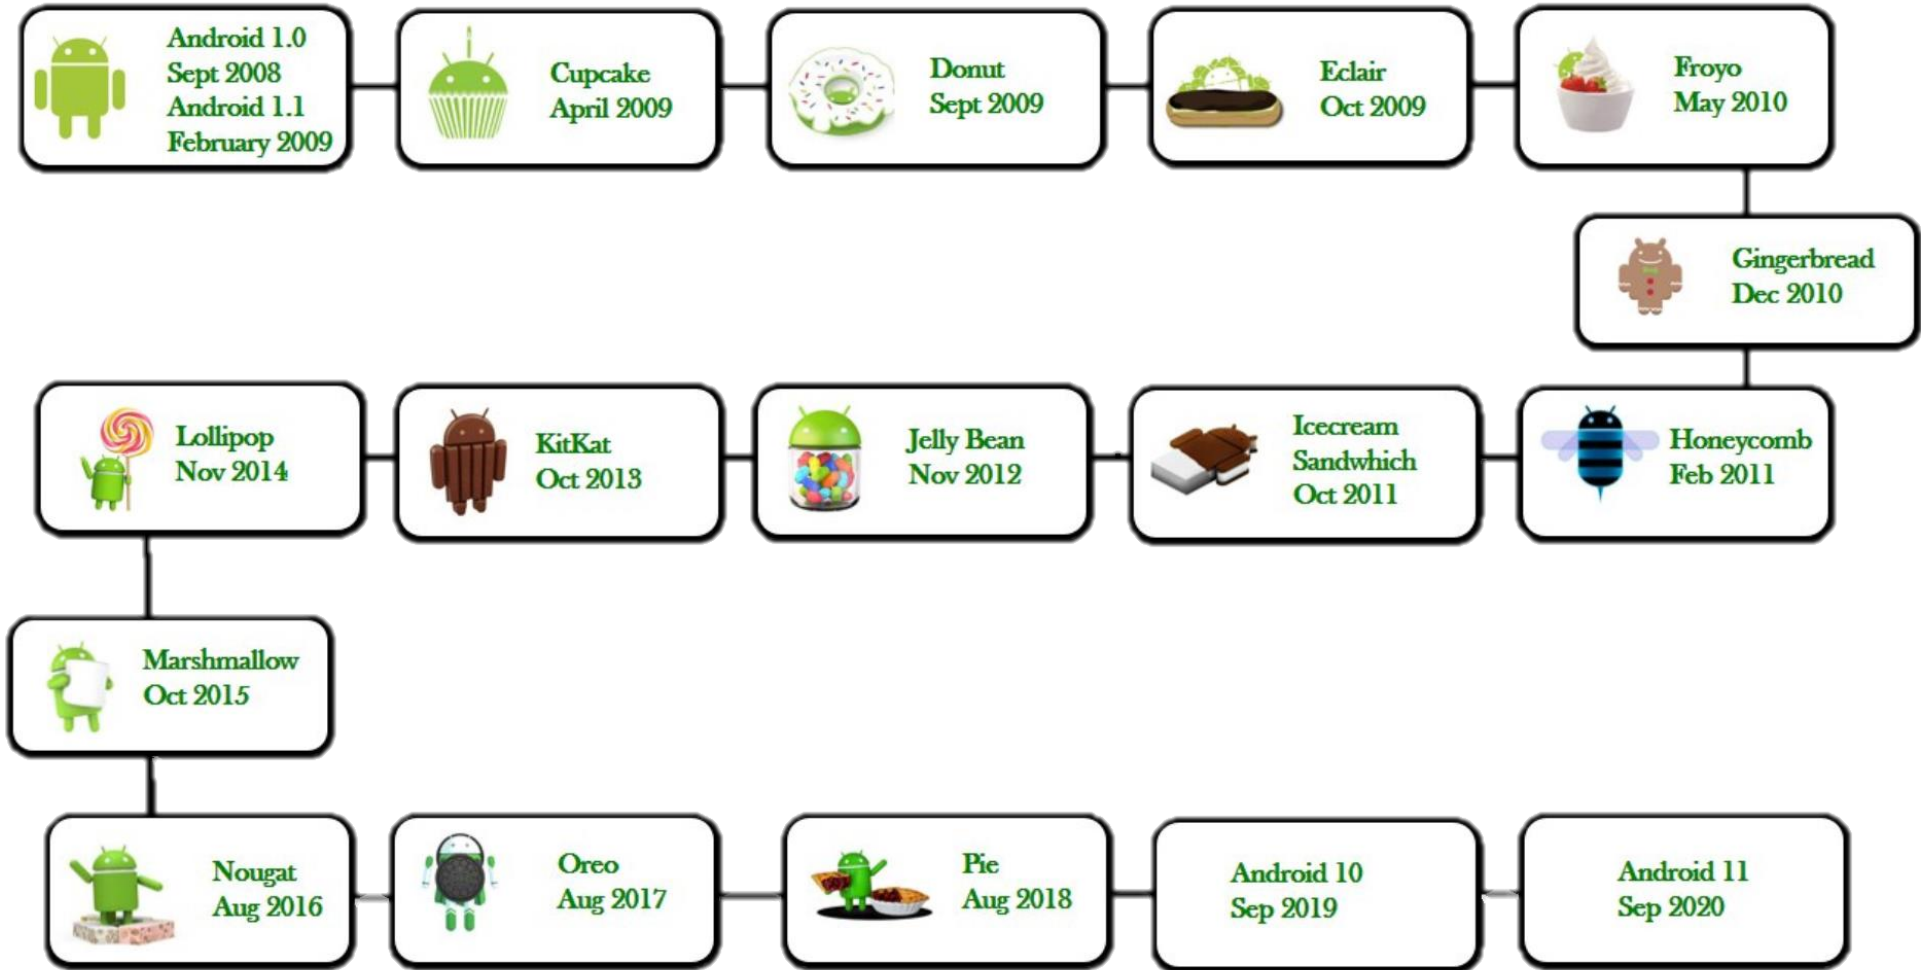 Android 1.0
Sept 2008
Android 1.1
February 2009
Cupcake
April 2009
Donut
Sept 2009
Eclair
Oct 2009
Froyo
May 2010
Gingerbread
Dec 2010
Honeycomb
Feb 2011
Icecream
Sandwhich
Oct 2011
Jelly Bean
Nov 2012
KitKat
Oct 2013
Lollipop
Nov 2014
Marshmallow
Oct 2015
Nougat
Aug 2016
Oreo
Aug 2017
Pie
Aug 2018
Android 10
Sep 2019
Android 11
Sep 2020